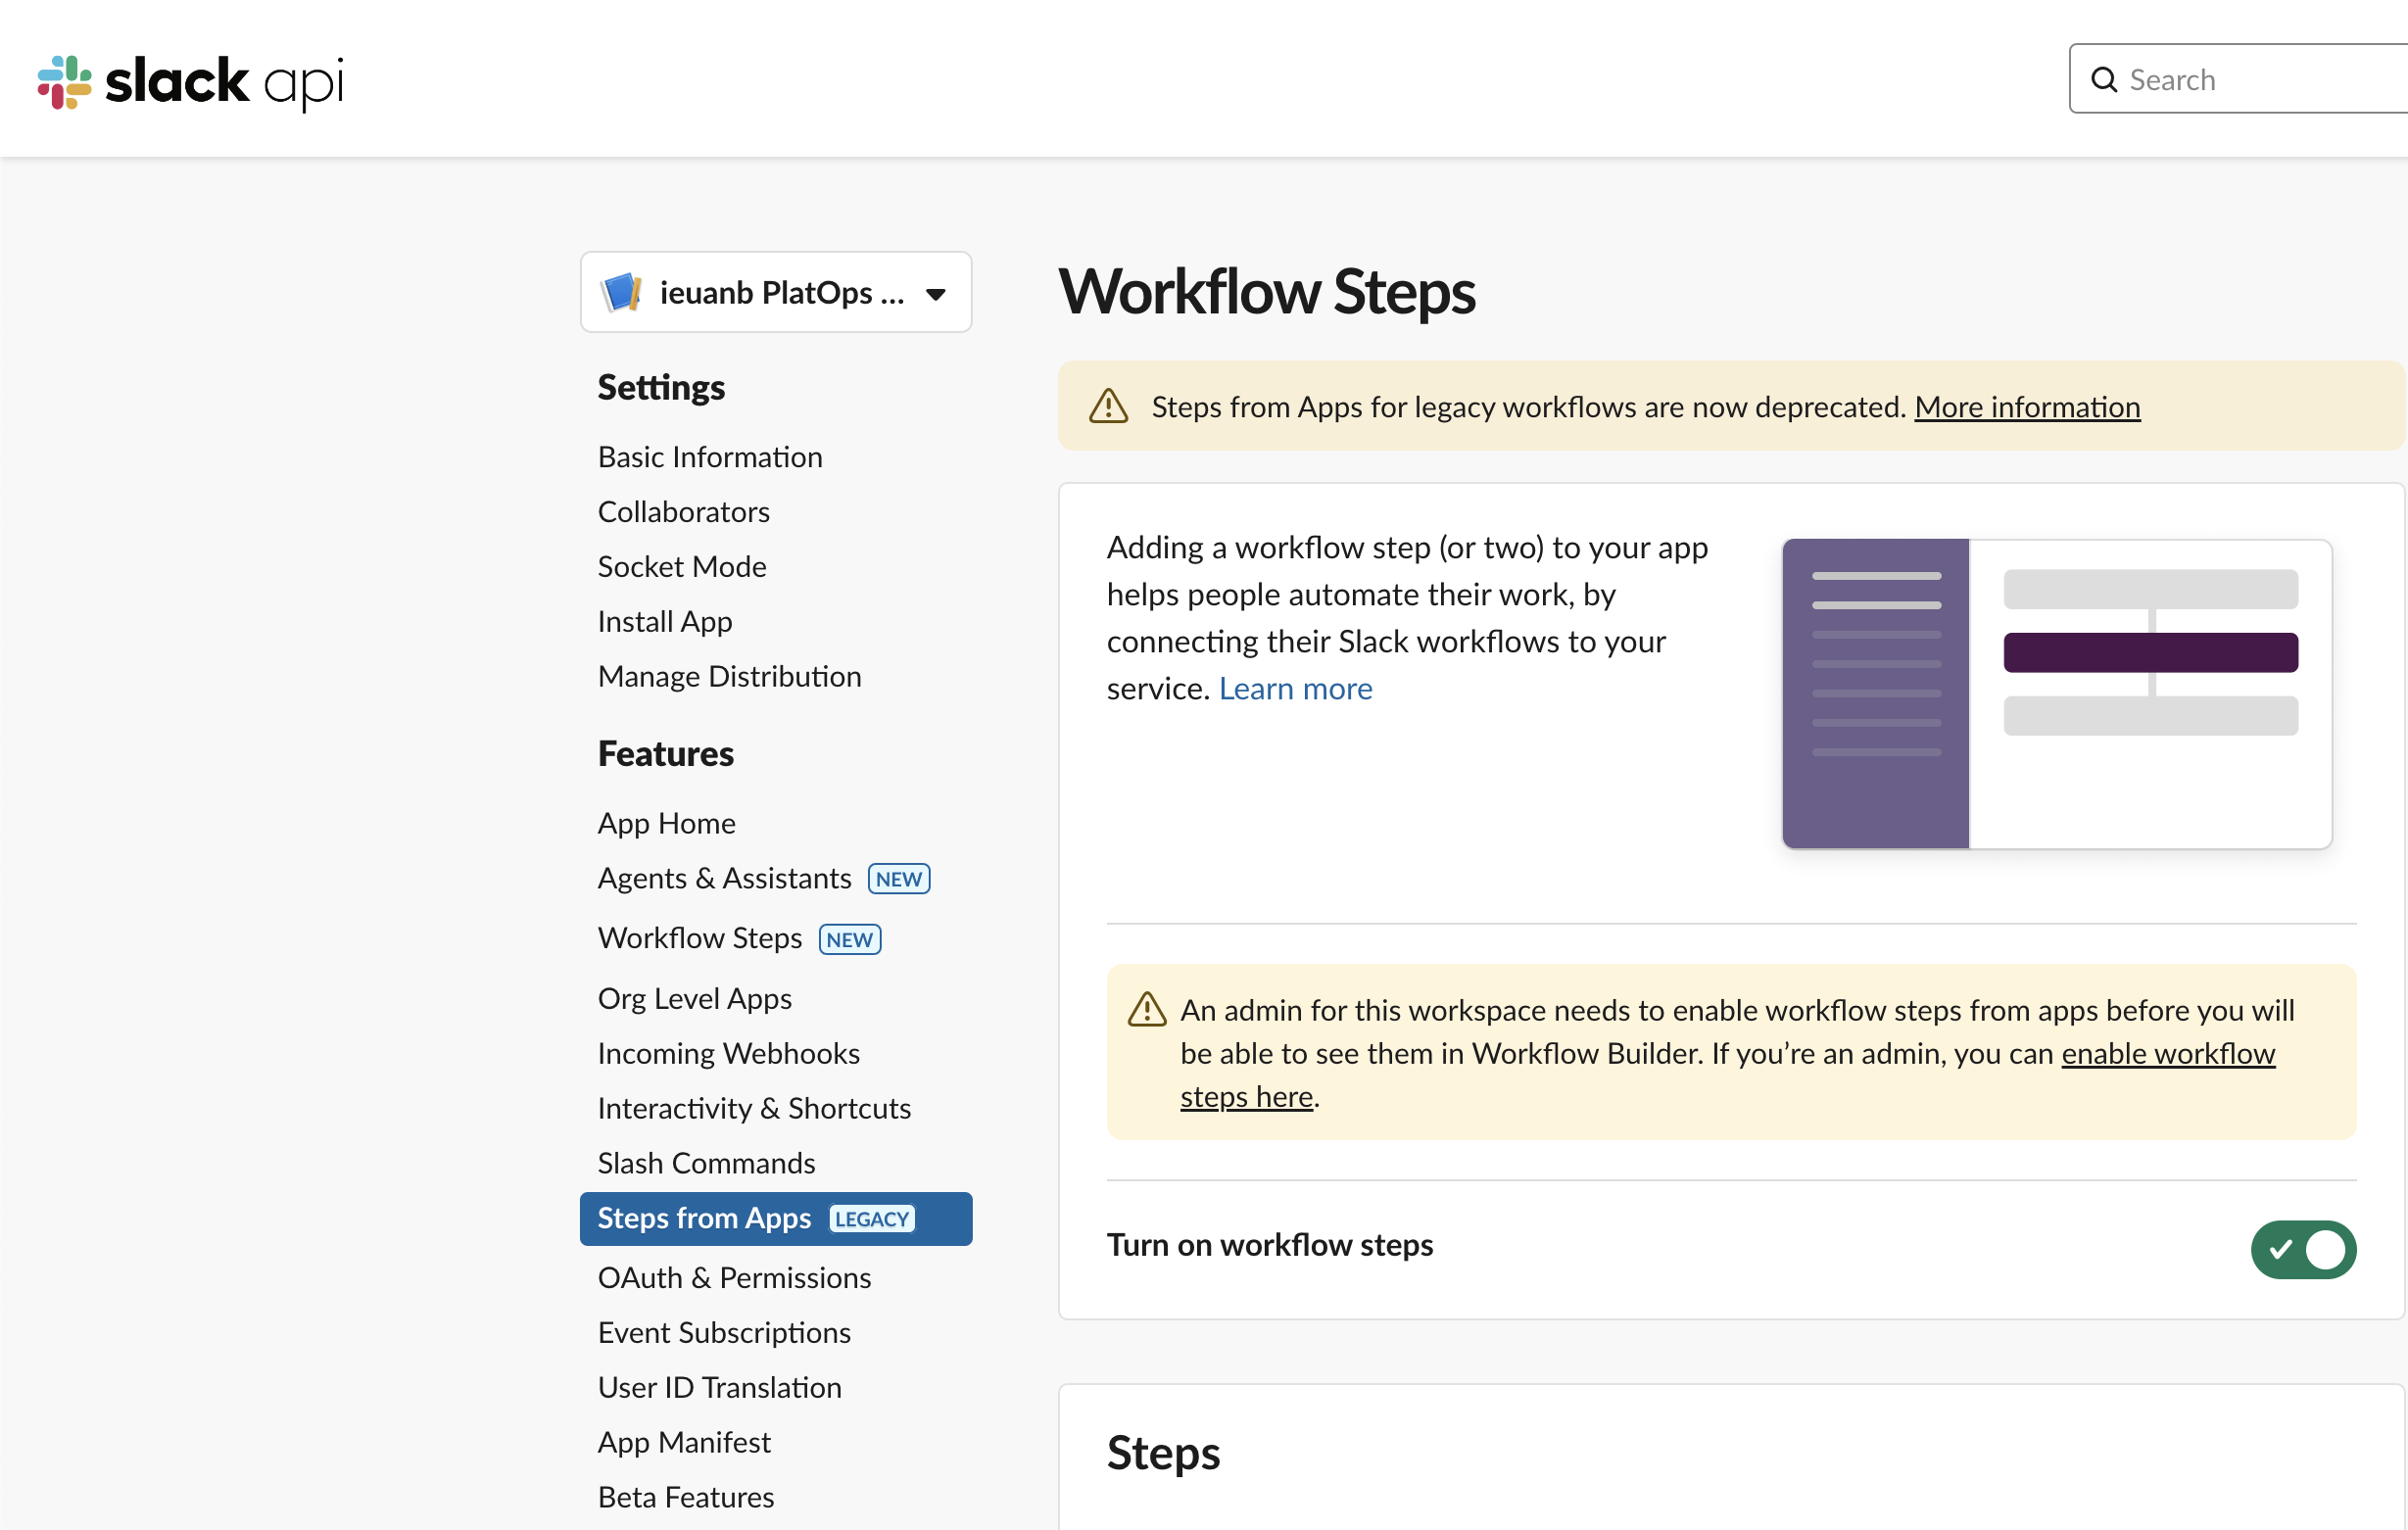 slack api
Search
ieuanb PlatOps ...
Settings
Basic Information
Collaborators
Socket Mode
Install App
Manage Distribution
Features
App Home
Agents & Assistants NEW
Workflow Steps NEW
Org Level Apps
Incoming Webhooks
Interactivity & Shortcuts
Slash Commands
Steps from Apps LEGACY
OAuth & Permissions
Event Subscriptions
User ID Translation
App Manifest
Beta Features
Workflow Steps
Steps from Apps for legacy workflows are now deprecated. More information
Adding a workflow step (or two) to your app
helps people automate their work, by
connecting their Slack workflows to your
service. Learn more
An admin for this workspace needs to enable workflow steps from apps before you will
be able to see them in Workflow Builder. If you’re an admin, you can enable workflow
steps here.
Turn on workflow steps
Steps